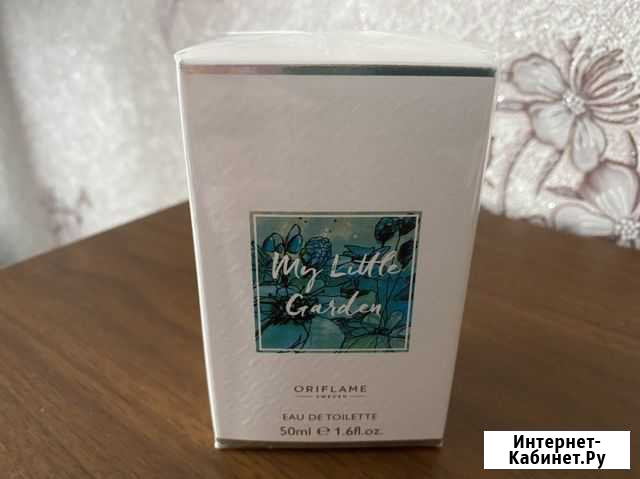 My Little
Garden
ORIFLAME
SWEDEN
EAU DE TOILETTE
50ml ℮ 1.6fl.oz.
Интернет-
Кабинет.Ру